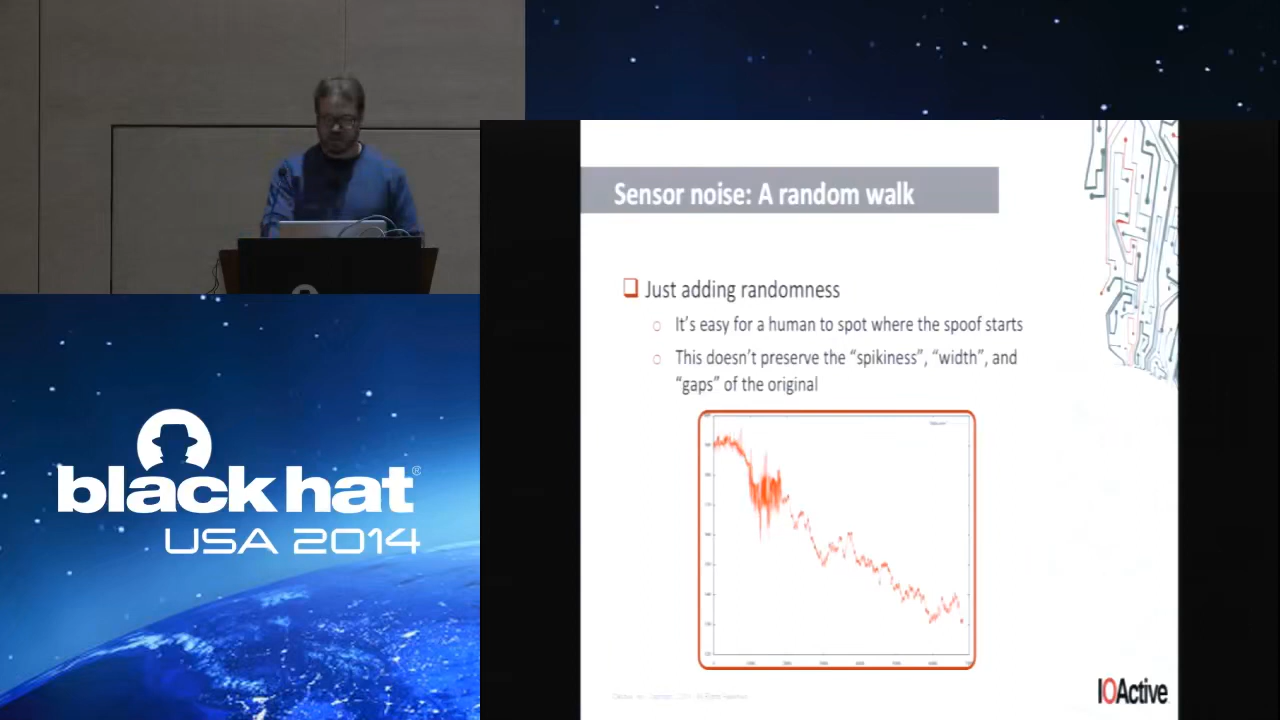 Sensor noise: A random walk
Just adding randomness
It's easy for a human to spot where the spoof starts
This doesn't preserve the "spikiness", "width", and
"gaps" of the original
black hat®
USA 2014
IOActive